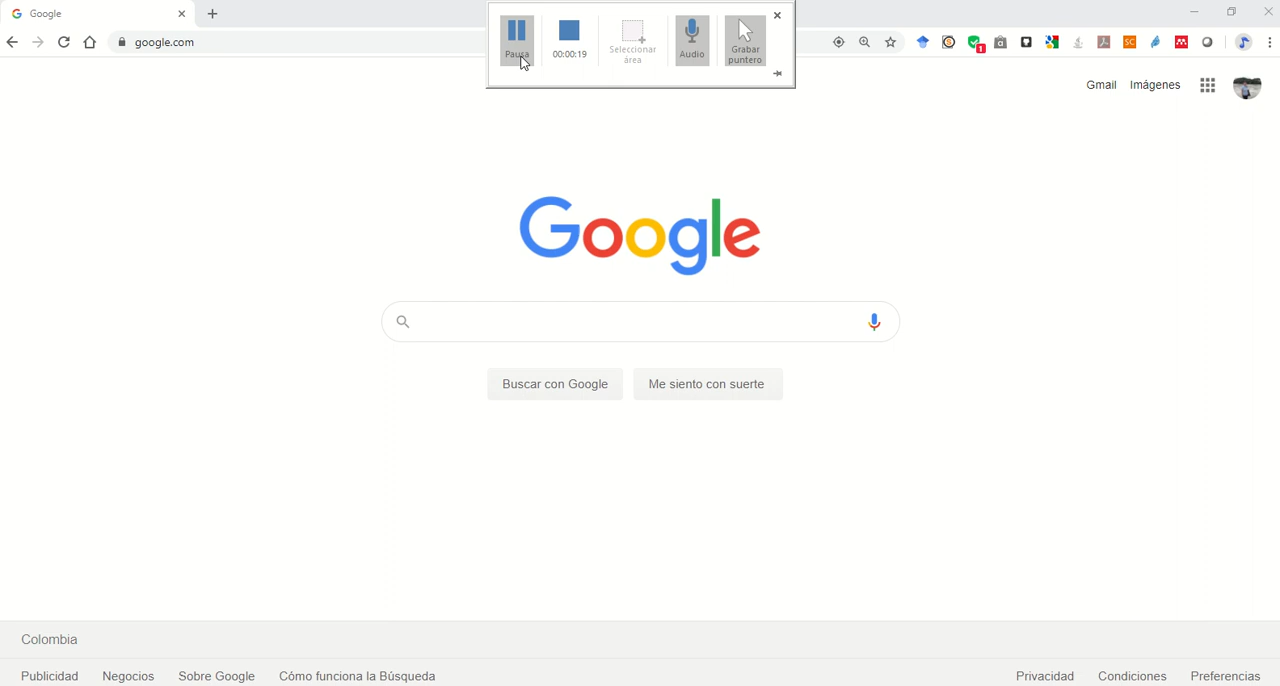 Google
google.com
Pausa
00:00:19
Seleccionar
área
Audio
Grabar
puntero
1
Gmail
Imágenes
Google
Buscar con Google
Me siento con suerte
Colombia
Publicidad
Negocios
Sobre Google
Cómo funciona la Búsqueda
Privacidad
Condiciones
Preferencias